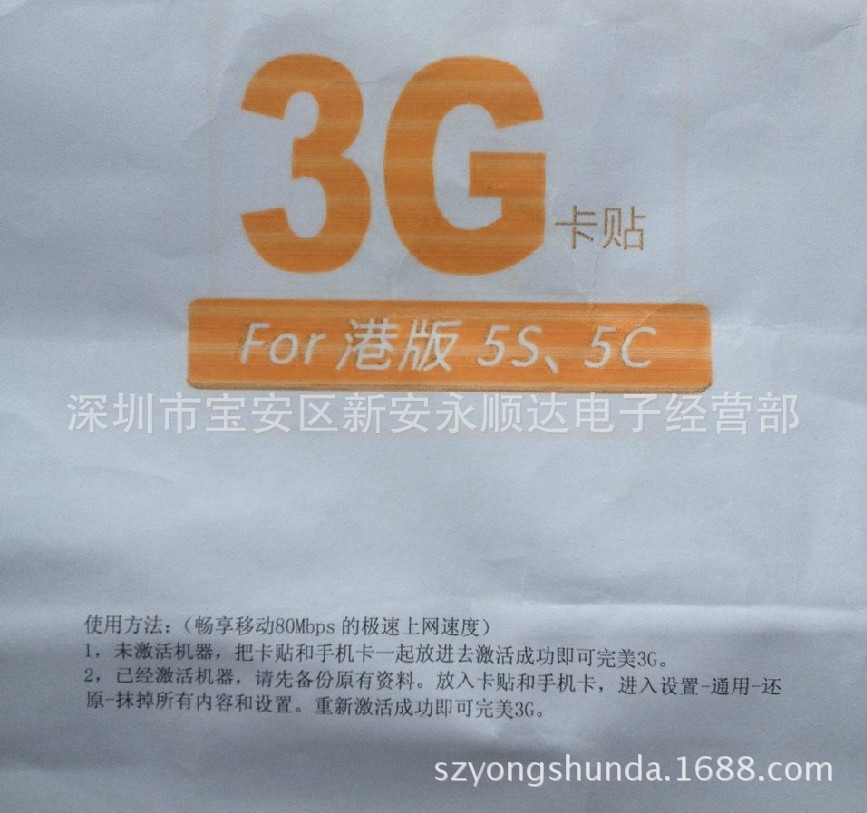 3G 卡贴
For 港版 5S、5C
深圳市宝安区新安永顺达电子经营部
使用方法：（畅享移动80Mbps 的极速上网速度）
1，未激活机器，把卡贴和手机卡一起放进去激活成功即可完美3G。
2，己经激活机器，请先备份原有资料。放入卡贴和手机卡，进入设置-通用-还
原-抹掉所有内容和设置。重新激活成功即可完美3G。
szyongshunda.1688.com